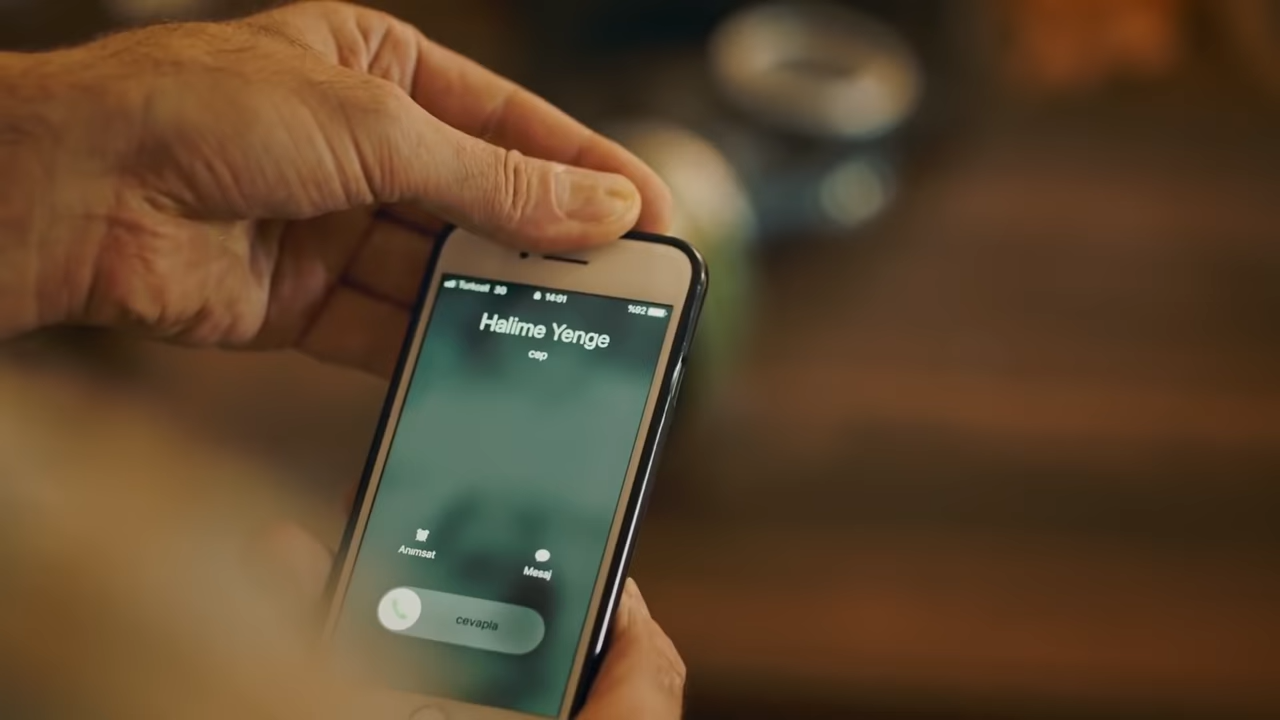 Turkcell 3G 14:01 %92
Halime Yenge
cep
Anımsat
Mesaj
cevapla